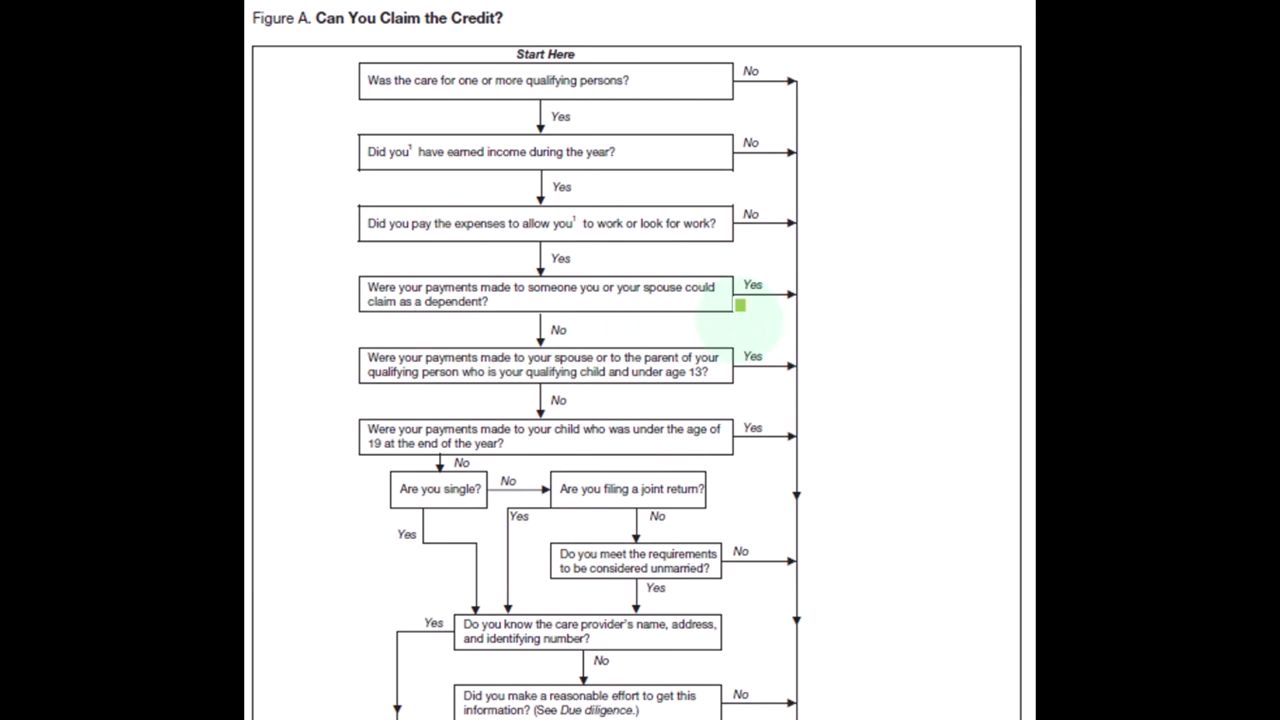 Figure A. Can You Claim the Credit?
Start Here
Was the care for one or more qualifying persons?
No
Yes
Did you¹ have earned income during the year?
No
Yes
Did you pay the expenses to allow you¹ to work or look for work?
No
Yes
Were your payments made to someone you or your spouse could
claim as a dependent?
Yes
No
Were your payments made to your spouse or to the parent of your
qualifying person who is your qualifying child and under age 13?
Yes
No
Were your payments made to your child who was under the age of
19 at the end of the year?
Yes
No
Are you single?
No
Are you filing a joint return?
Yes
Yes
No
Do you meet the requirements
to be considered unmarried?
No
Yes
Do you know the care provider's name, address,
and identifying number?
Yes
No
Did you make a reasonable effort to get this
information? (See Due diligence.)
No